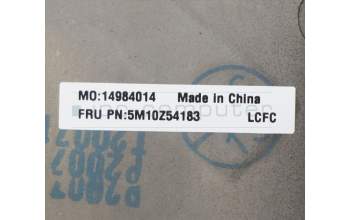 MO:14984014 Made in China
FRU PN:5M10Z54183 LCFC